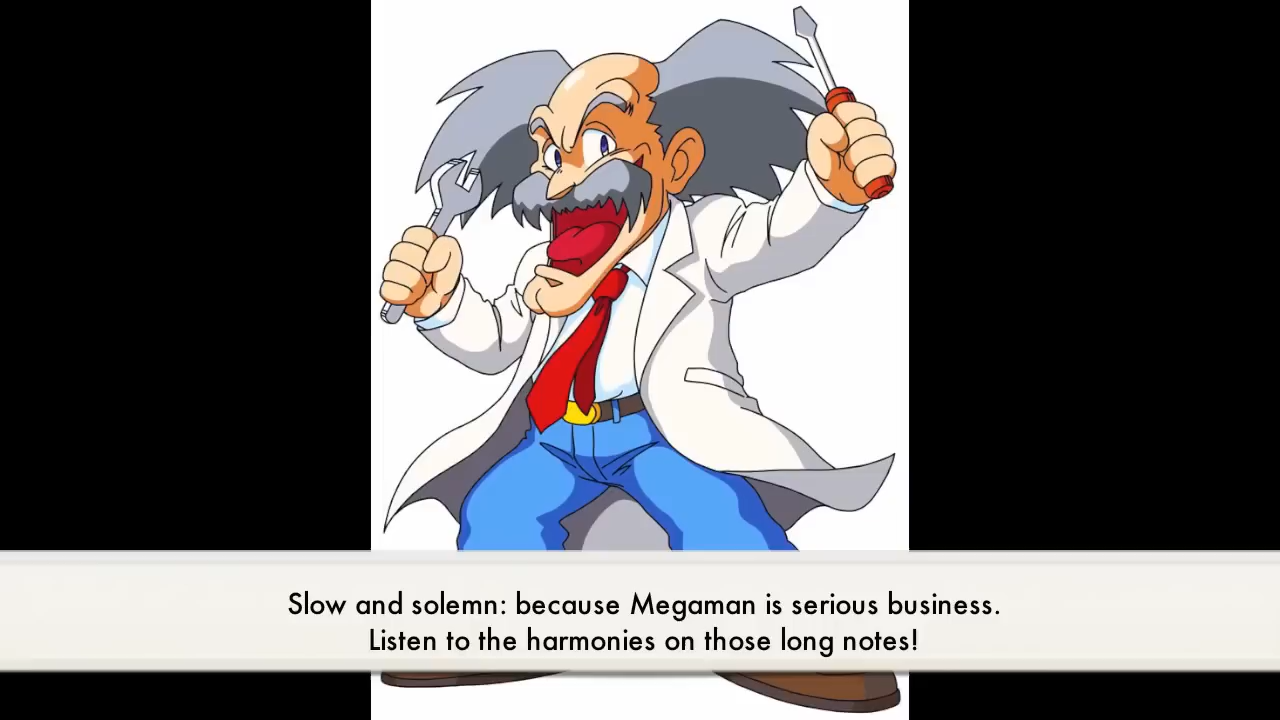 Slow and solemn: because Megaman is serious business.
Listen to the harmonies on those long notes!